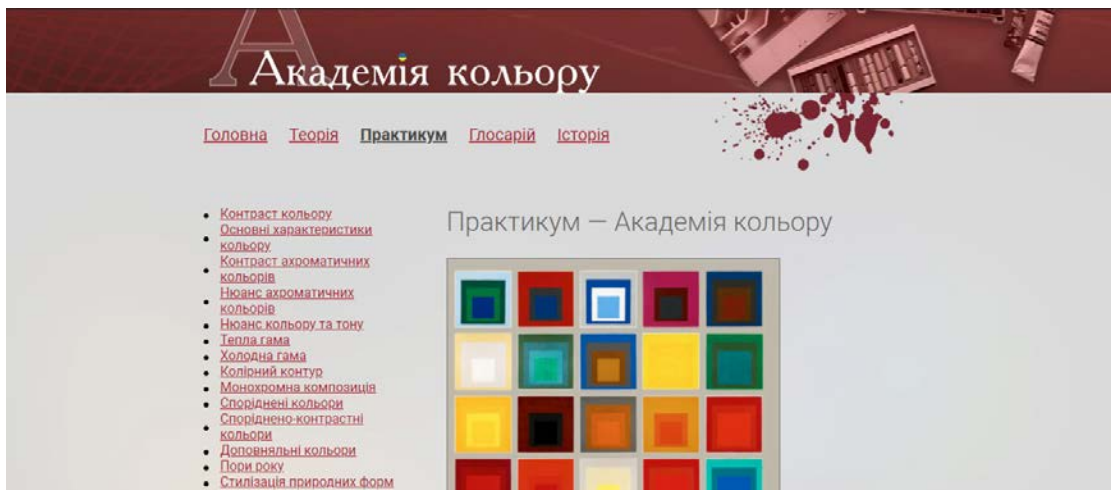 Академія кольору
Головна Теорія Практикум Глосарій Історія
Контраст кольору
Основні характеристики
кольору
Контраст ахроматичних
кольорів
Нюанс ахроматичних
кольорів
Нюанс кольору та тону
Тепла гама
Холодна гама
Колірний контур
Монохромна композиція
Споріднені кольори
Споріднено-контрастні
кольори
Доповняльні кольори
Пори року
Стилізація природних форм
Практикум — Академія кольору